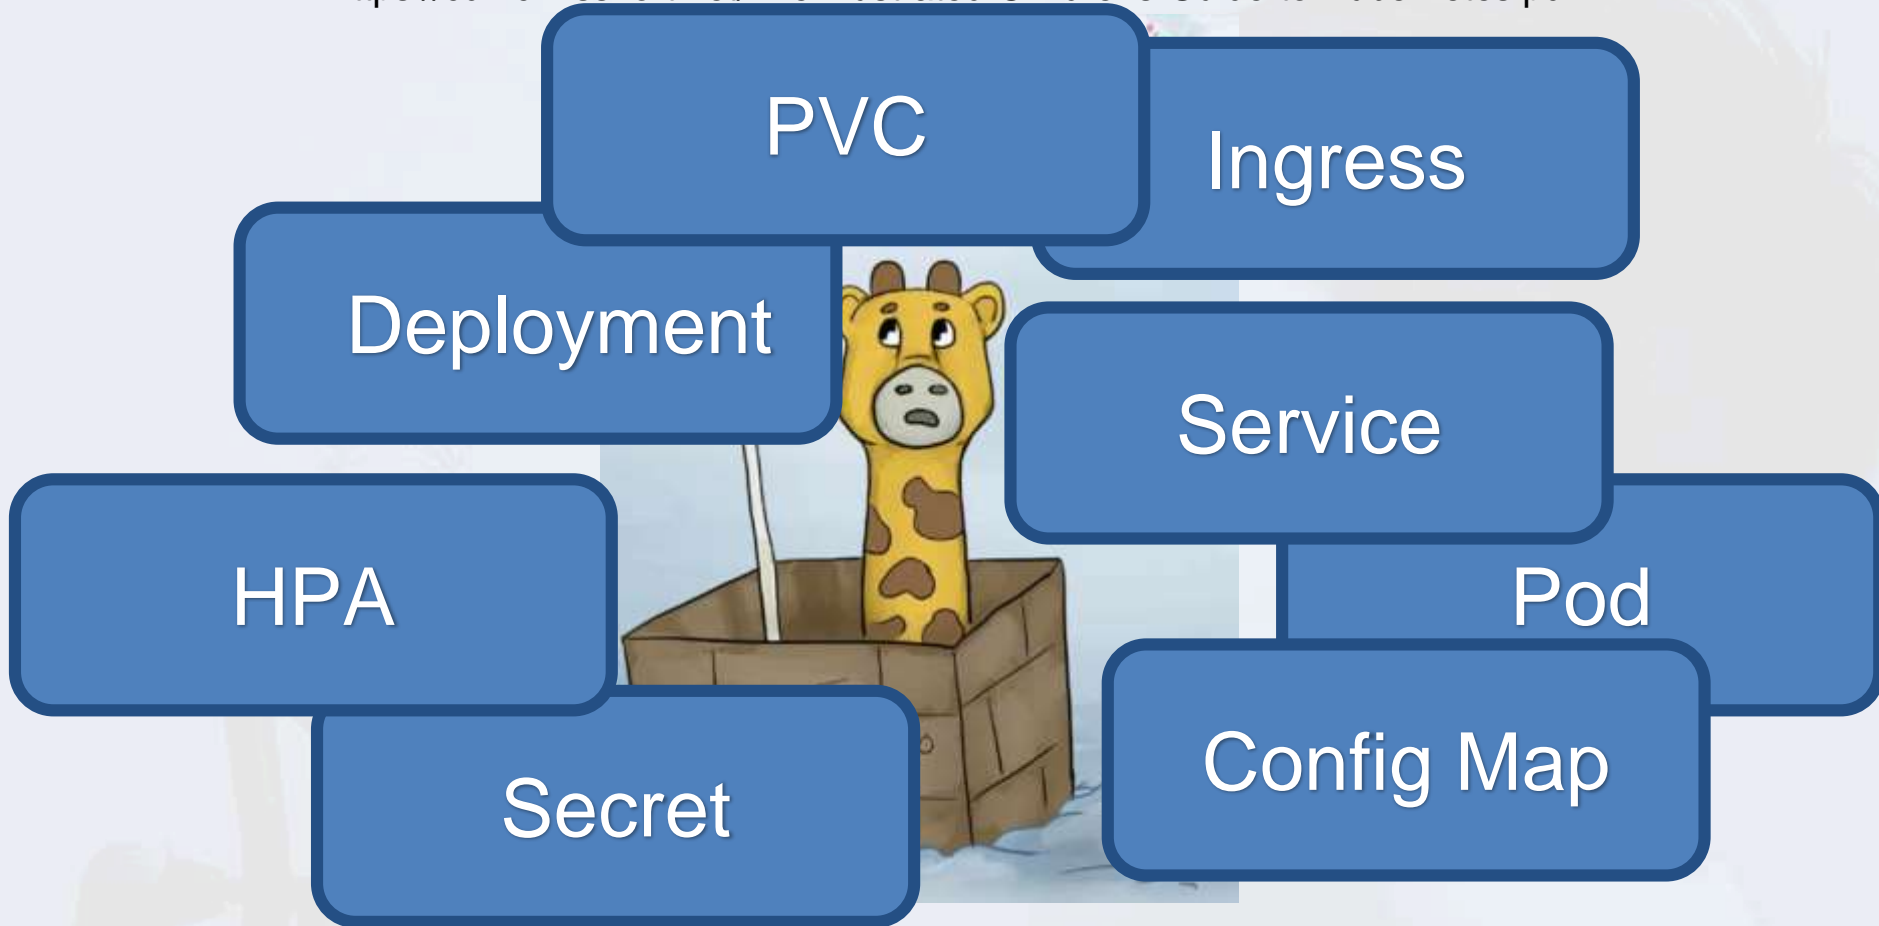 PVC
Ingress
Deployment
Service
HPA
Pod
Config Map
Secret